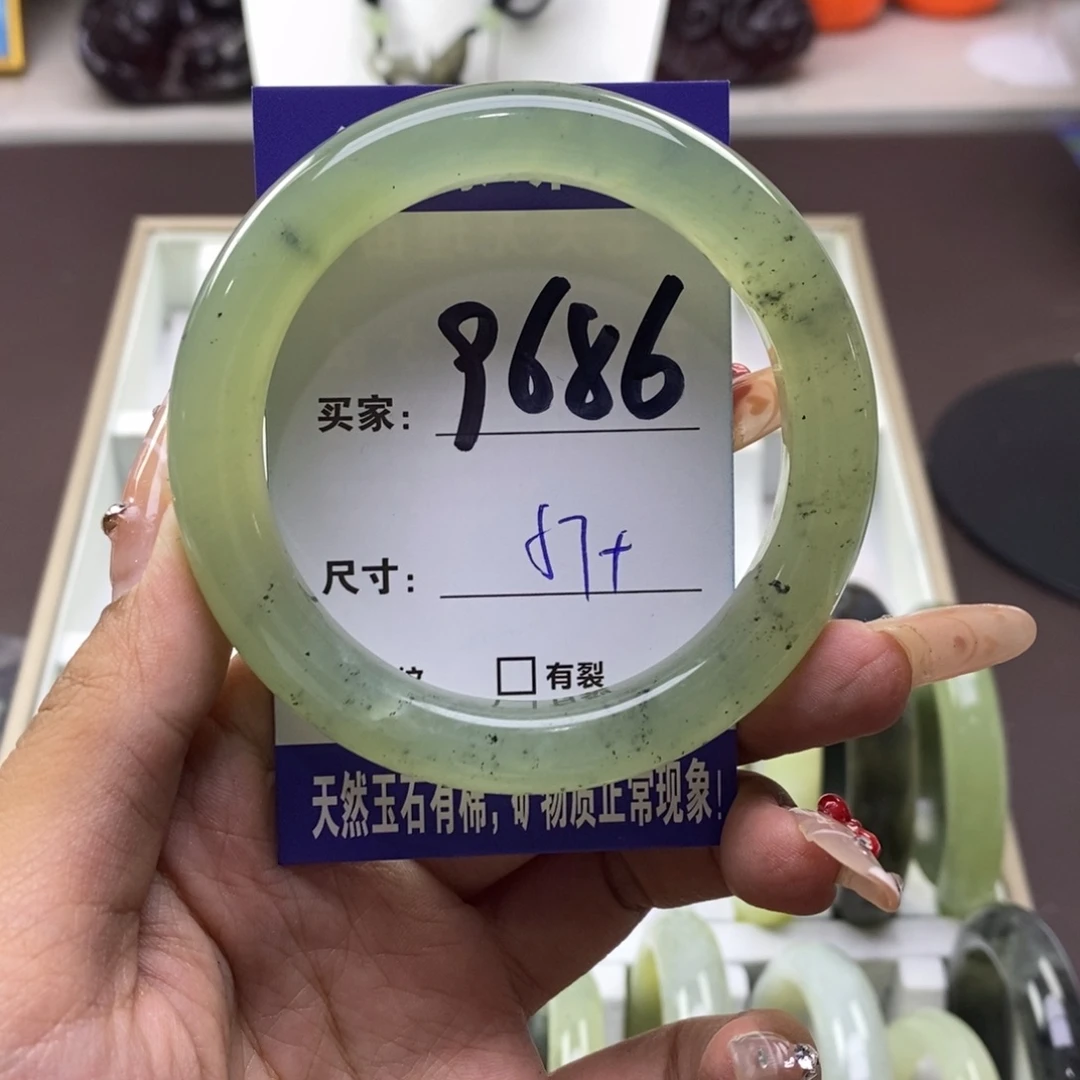 买家: 9686
尺寸: 57+
□ 有裂
天然玉石有棉,矿物质正常现象!